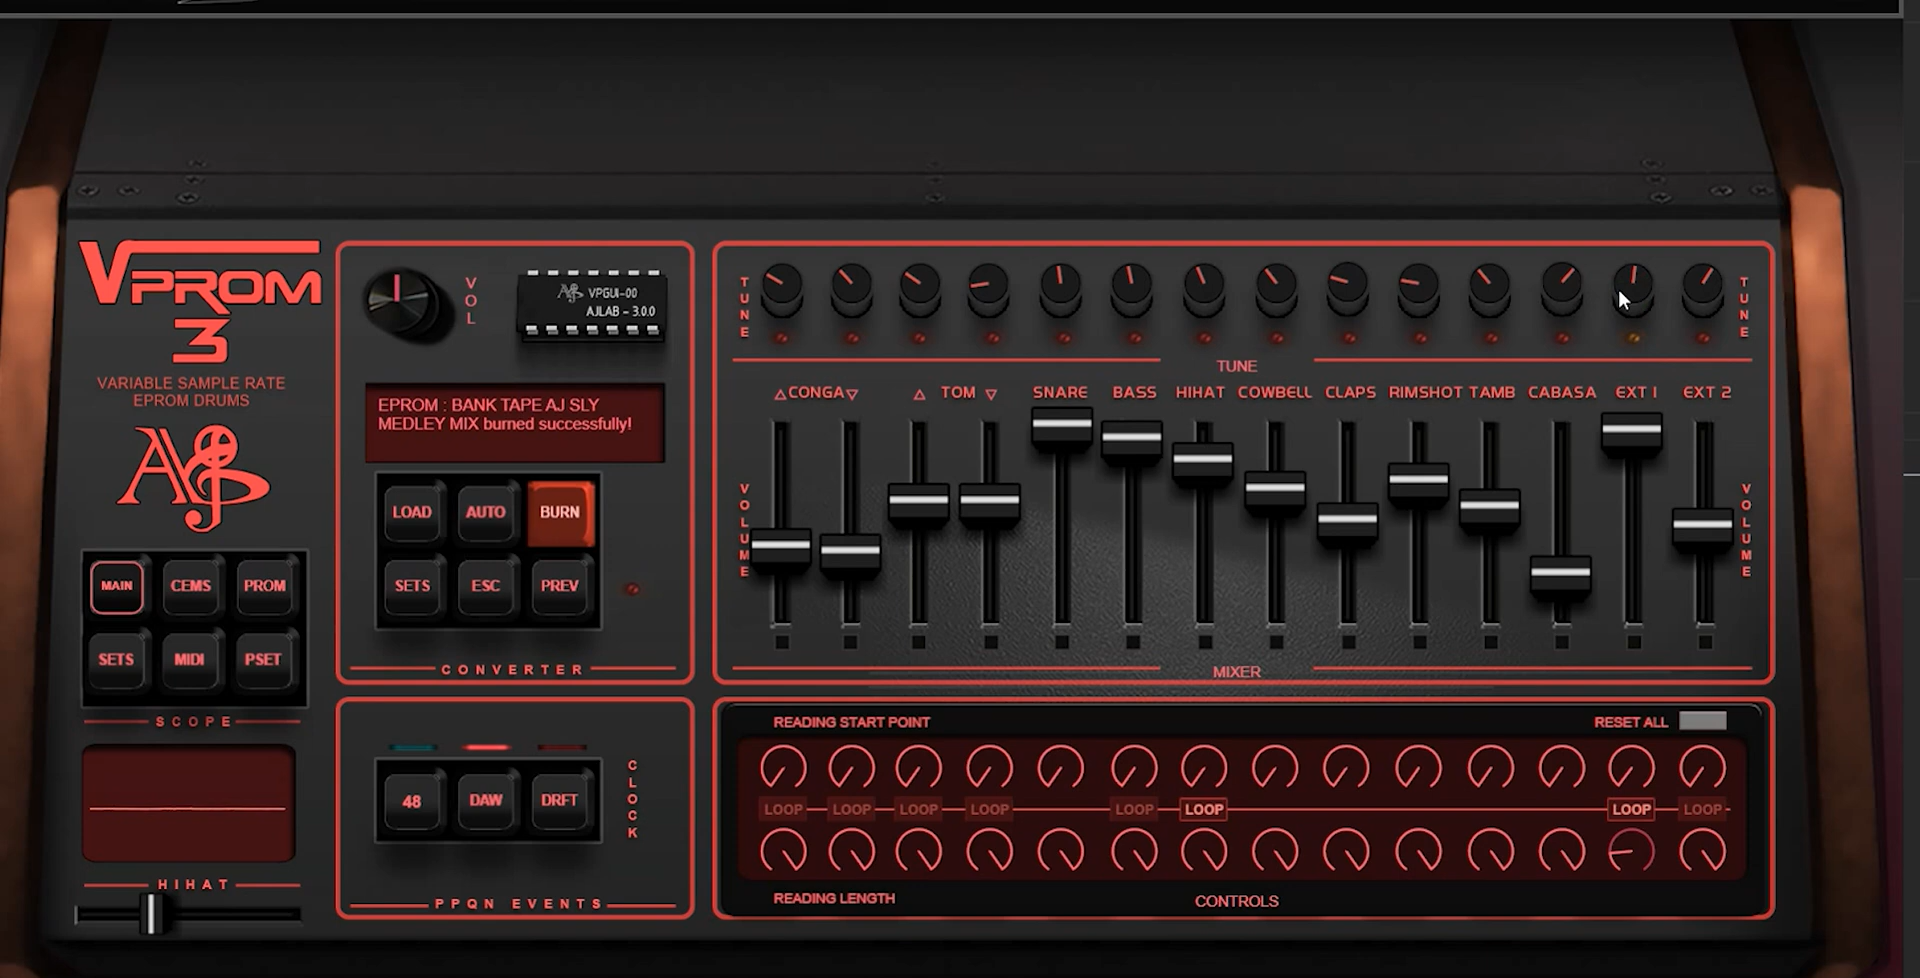 VPROM
3
VARIABLE SAMPLE RATE
EPROM DRUMS
AJ
MAIN CEMS PROM
SETS MIDI PSET
SCOPE
HIHAT
VOL
VPGUI-00
AJLAB - 3.0.0
EPROM : BANK TAPE AJ SLY
MEDLEY MIX burned successfully!
LOAD AUTO BURN
SETS ESC PREV
CONVERTER
48 DAW DRFT
CLOCK
PPQN EVENTS
TUNE TUNE
TUNE
△CONGA▽ △ TOM ▽ SNARE BASS HIHAT COWBELL CLAPS RIMSHOT TAMB CABASA EXT 1 EXT 2
VOLUME VOLUME
MIXER
READING START POINT RESET ALL
LOOP LOOP LOOP LOOP LOOP LOOP LOOP LOOP
READING LENGTH CONTROLS